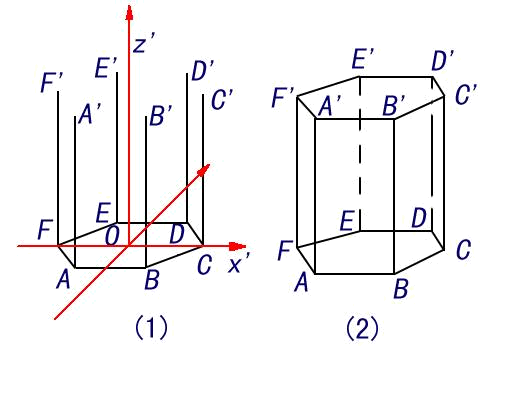 z'
F' E' D' C'
A' B'
F E O D
A B C x'
(1)
E' D'
F' A' B' C'
F E D C
A B
(2)